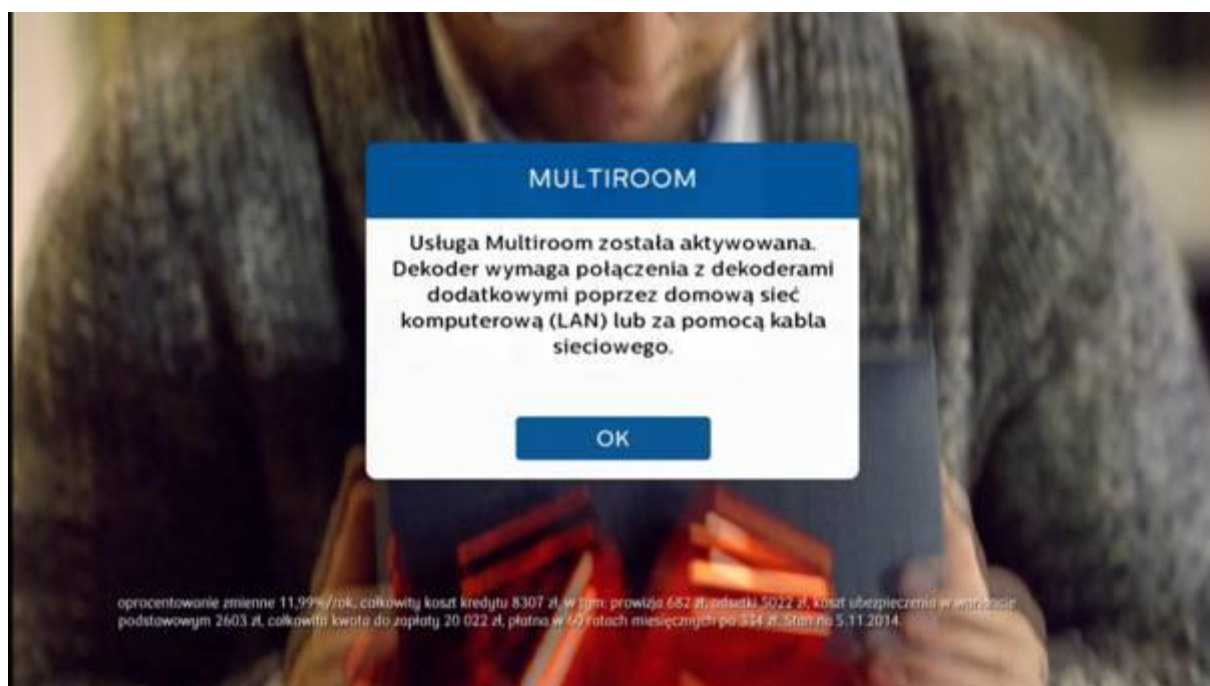 MULTIROOM
Usługa Multiroom została aktywowana.
Dekoder wymaga połączenia z dekoderami
dodatkowymi poprzez domową sieć
komputerową (LAN) lub za pomocą kabla
sieciowego.
OK
oprocentowanie zmienne 11,99%/rok, całkowity koszt kredytu 8307 zł, w tym: prowizja 682 zł, odsetki 5022 zł, koszt ubezpieczenia w wariancie
podstawowym 2603 zł, całkowita kwota do zapłaty 20 022 zł, płatna w 60 ratach miesięcznych po 334 zł. Stan na 5.11.2014.